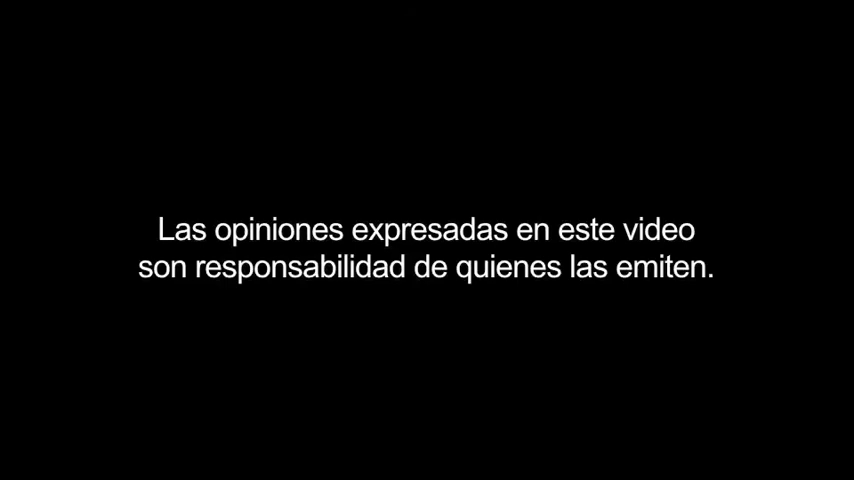 Las opiniones expresadas en este video
son responsabilidad de quienes las emiten.